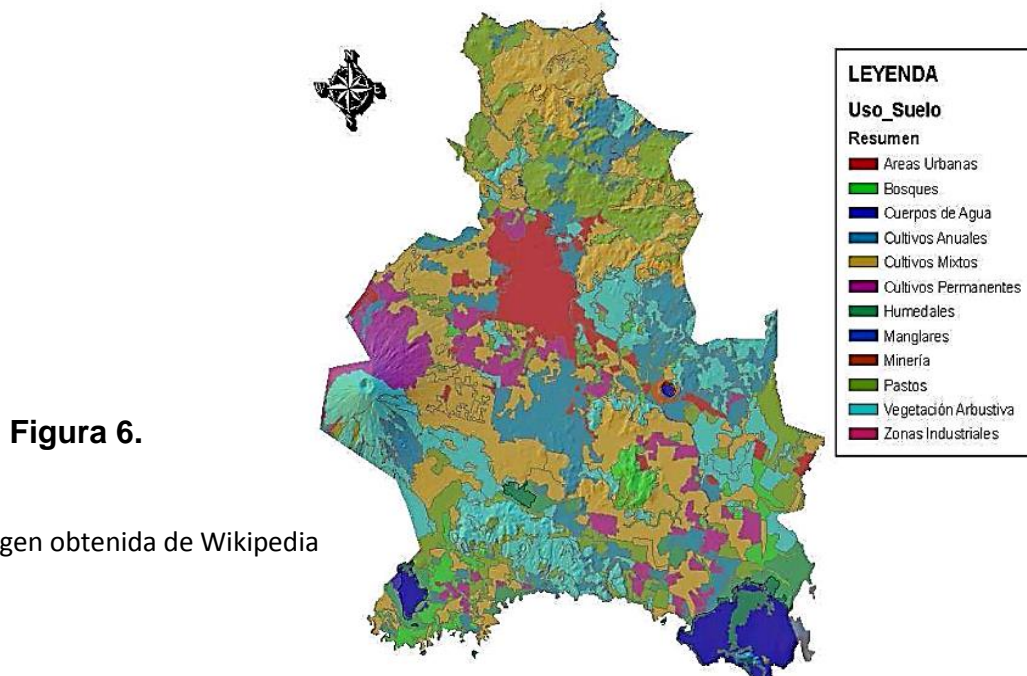 LEYENDA
Uso_Suelo
Resumen
Areas Urbanas
Bosques
Cuerpos de Agua
Cultivos Anuales
Cultivos Mixtos
Cultivos Permanentes
Humedales
Manglares
Minería
Pastos
Vegetación Arbustiva
Zonas Industriales
Figura 6.
gen obtenida de Wikipedia